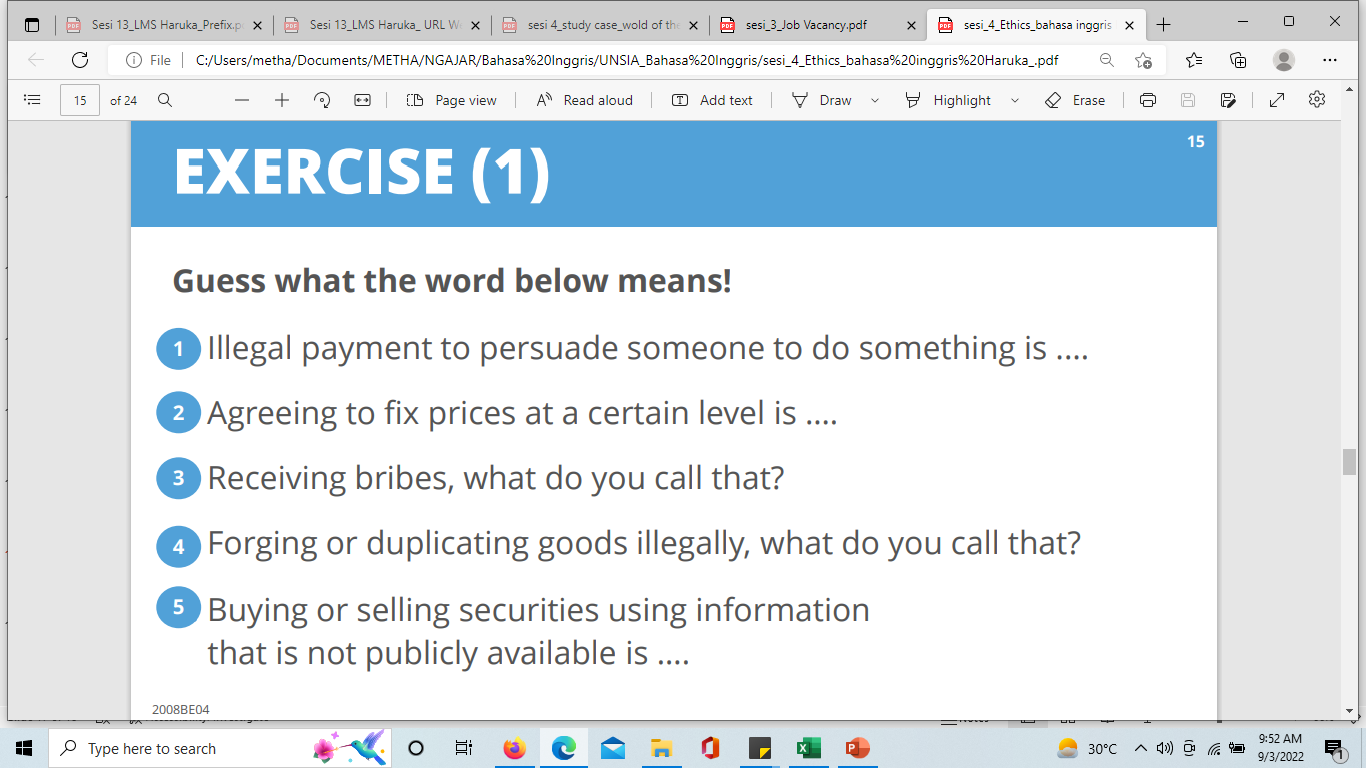 Sesi 13_LMS Haruka_Prefix.p
Sesi 13_LMS Haruka_ URL W
sesi 4_study case_wold of the
sesi_3_Job Vacancy.pdf
sesi_4_Ethics_bahasa inggris
File
C:/Users/metha/Documents/METHA/NGAJAR/Bahasa%20Inggris/UNSIA_Bahasa%20Inggris/sesi_4_Ethics_bahasa%20inggris%20Haruka_.pdf
15 of 24
Page view
Read aloud
Add text
Draw
Highlight
Erase
15
EXERCISE (1)
Guess what the word below means!
1 Illegal payment to persuade someone to do something is ....
2 Agreeing to fix prices at a certain level is ....
3 Receiving bribes, what do you call that?
4 Forging or duplicating goods illegally, what do you call that?
5 Buying or selling securities using information
that is not publicly available is ....
2008BE04
Type here to search
30°C
9:52 AM
9/3/2022
1